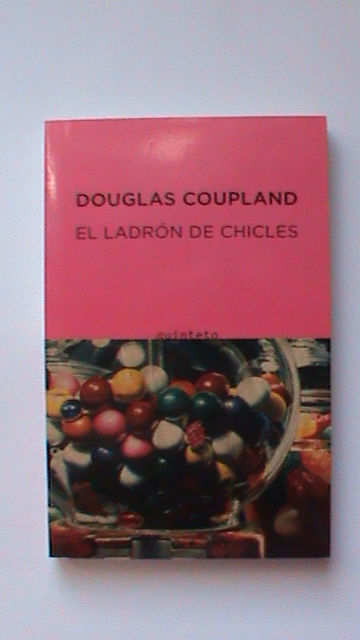 DOUGLAS COUPLAND
EL LADRÓN DE CHICLES
quinteto